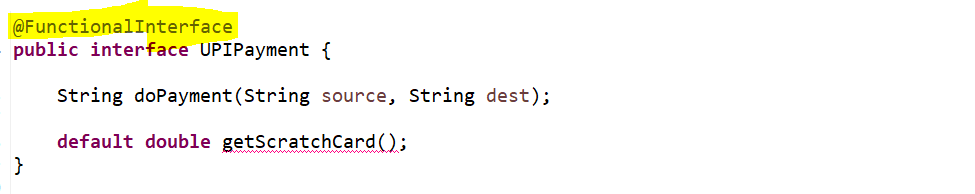 @FunctionalInterface
public interface UPIPayment {
String doPayment(String source, String dest);
default double getScratchCard();
}